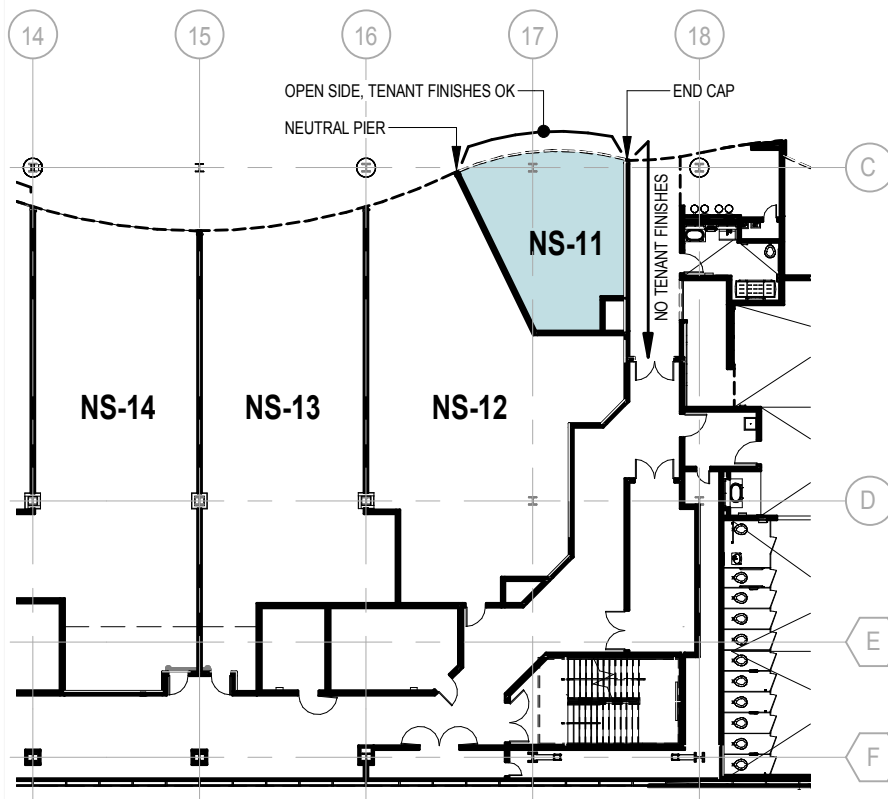 14
15
16
17
18
OPEN SIDE, TENANT FINISHES OK
END CAP
NEUTRAL PIER
C
NO TENANT FINISHES
NS-11
NS-14
NS-13
NS-12
D
E
F